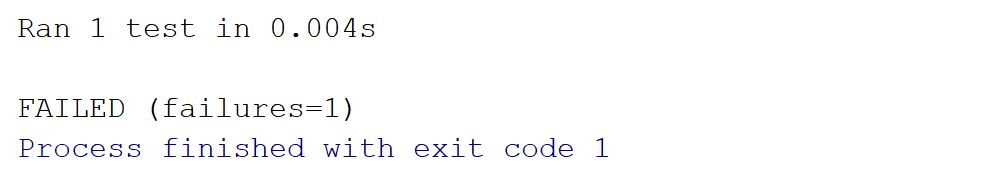 Ran 1 test in 0.004s
FAILED (failures=1)
Process finished with exit code 1